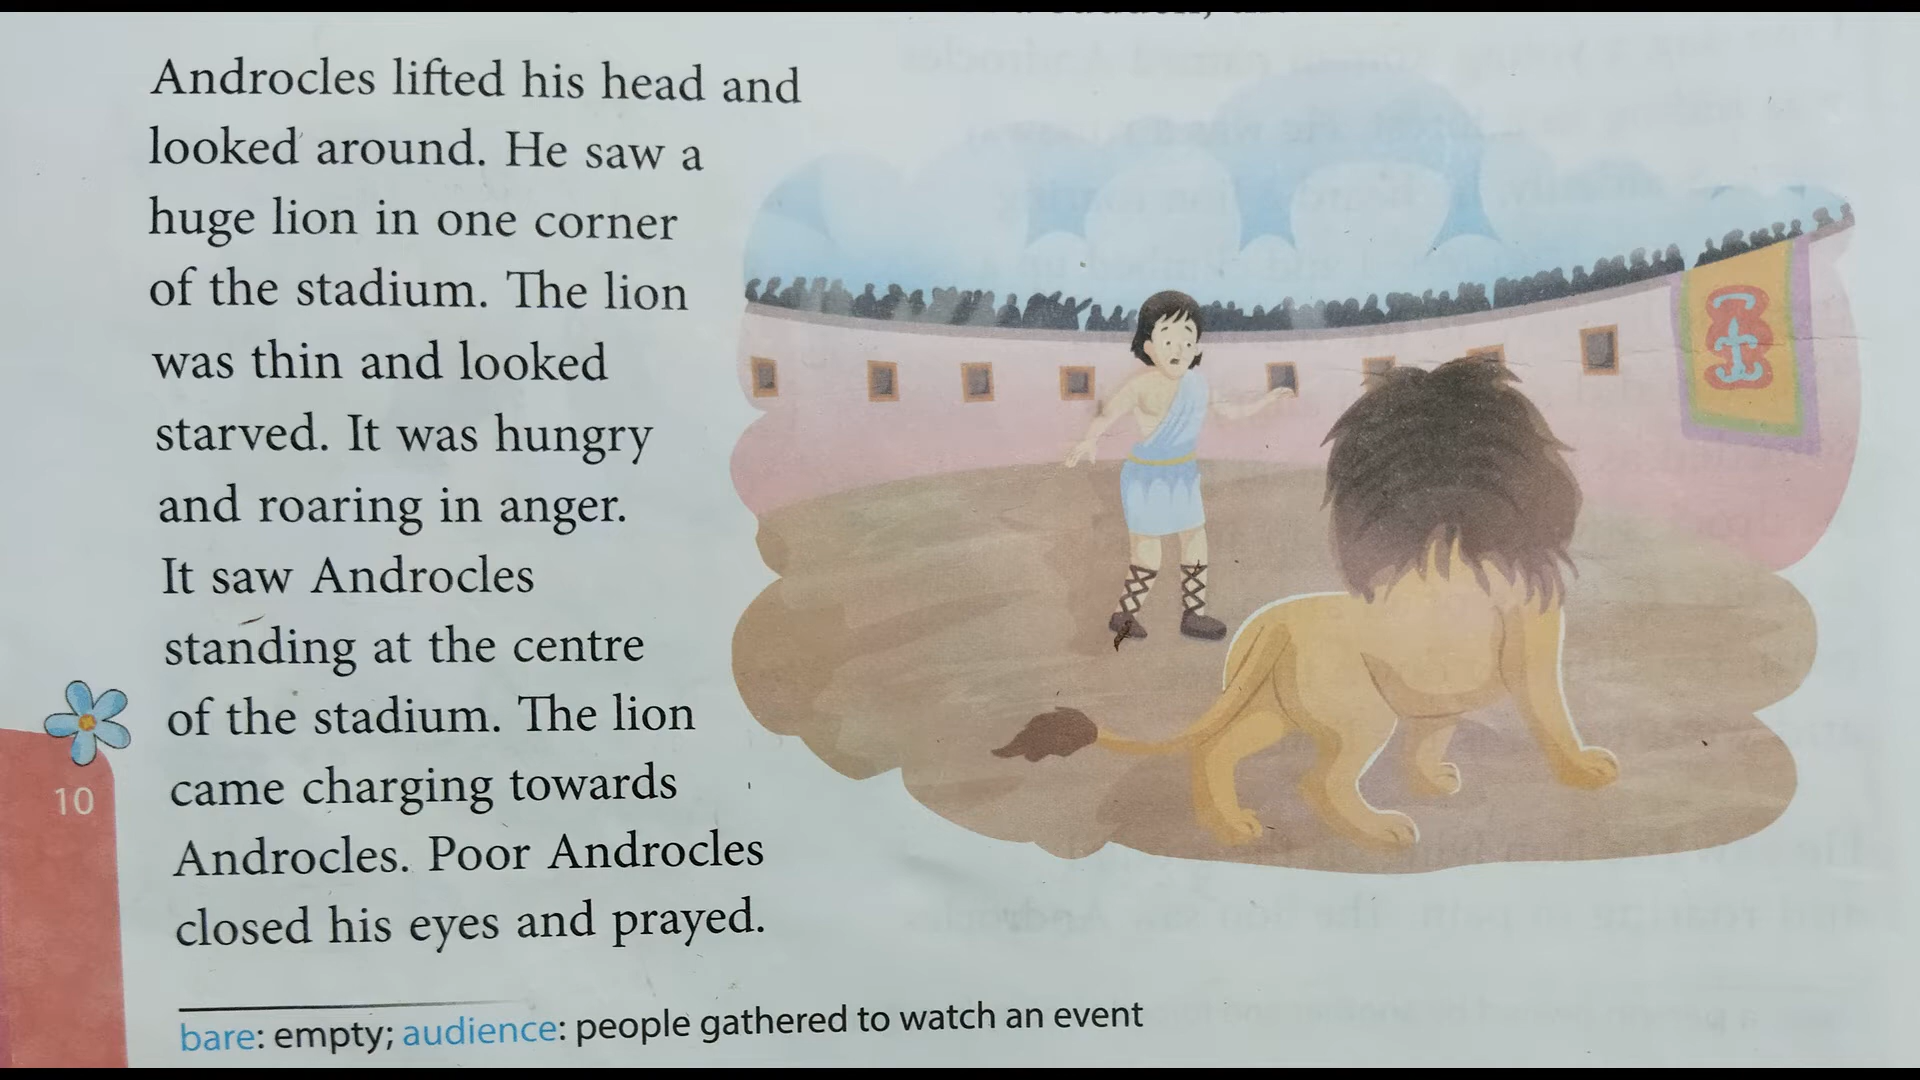 Androcles lifted his head and
looked around. He saw a
huge lion in one corner
of the stadium. The lion
was thin and looked
starved. It was hungry
and roaring in anger.
It saw Androcles
standing at the centre
of the stadium. The lion
came charging towards
Androcles. Poor Androcles
closed his eyes and prayed.
10
bare: empty; audience: people gathered to watch an event